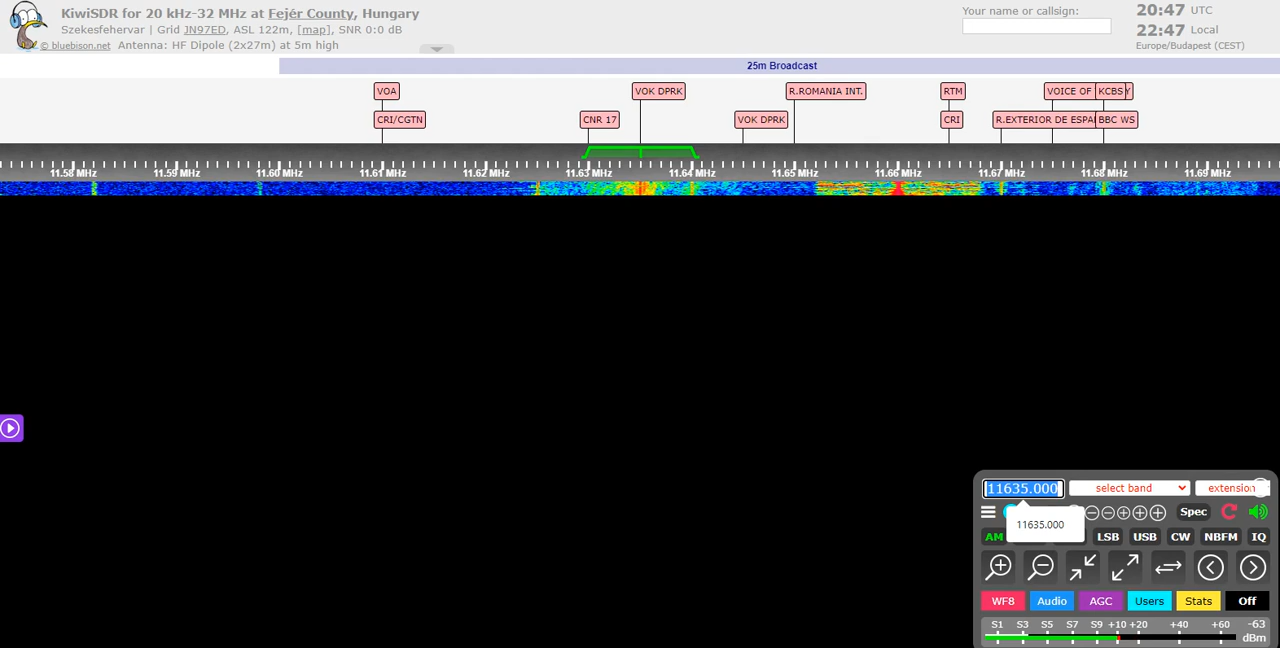 KiwiSDR for 20 kHz-32 MHz at Fejér County, Hungary
Szekesfehervar | Grid JN97ED, ASL 122m, [map], SNR 0:0 dB
© bluebison.net Antenna: HF Dipole (2x27m) at 5m high
Your name or callsign:
20:47 UTC
22:47 Local
Europe/Budapest (CEST)
25m Broadcast
VOA VOK DPRK R.ROMANIA INT. RTM VOICE OF KCBS
CRI/CGTN CNR 17 VOK DPRK CRI R.EXTERIOR DE ESPA BBC WS
11.58 MHz 11.59 MHz 11.60 MHz 11.61 MHz 11.62 MHz 11.63 MHz 11.64 MHz 11.65 MHz 11.66 MHz 11.67 MHz 11.68 MHz 11.69 MHz
11635.000 select band extension
Spec
11635.000
AM LSB USB CW NBFM IQ
WF8 Audio AGC Users Stats Off
S1 S3 S5 S7 S9 +10 +20 +40 +60 -63
dBm